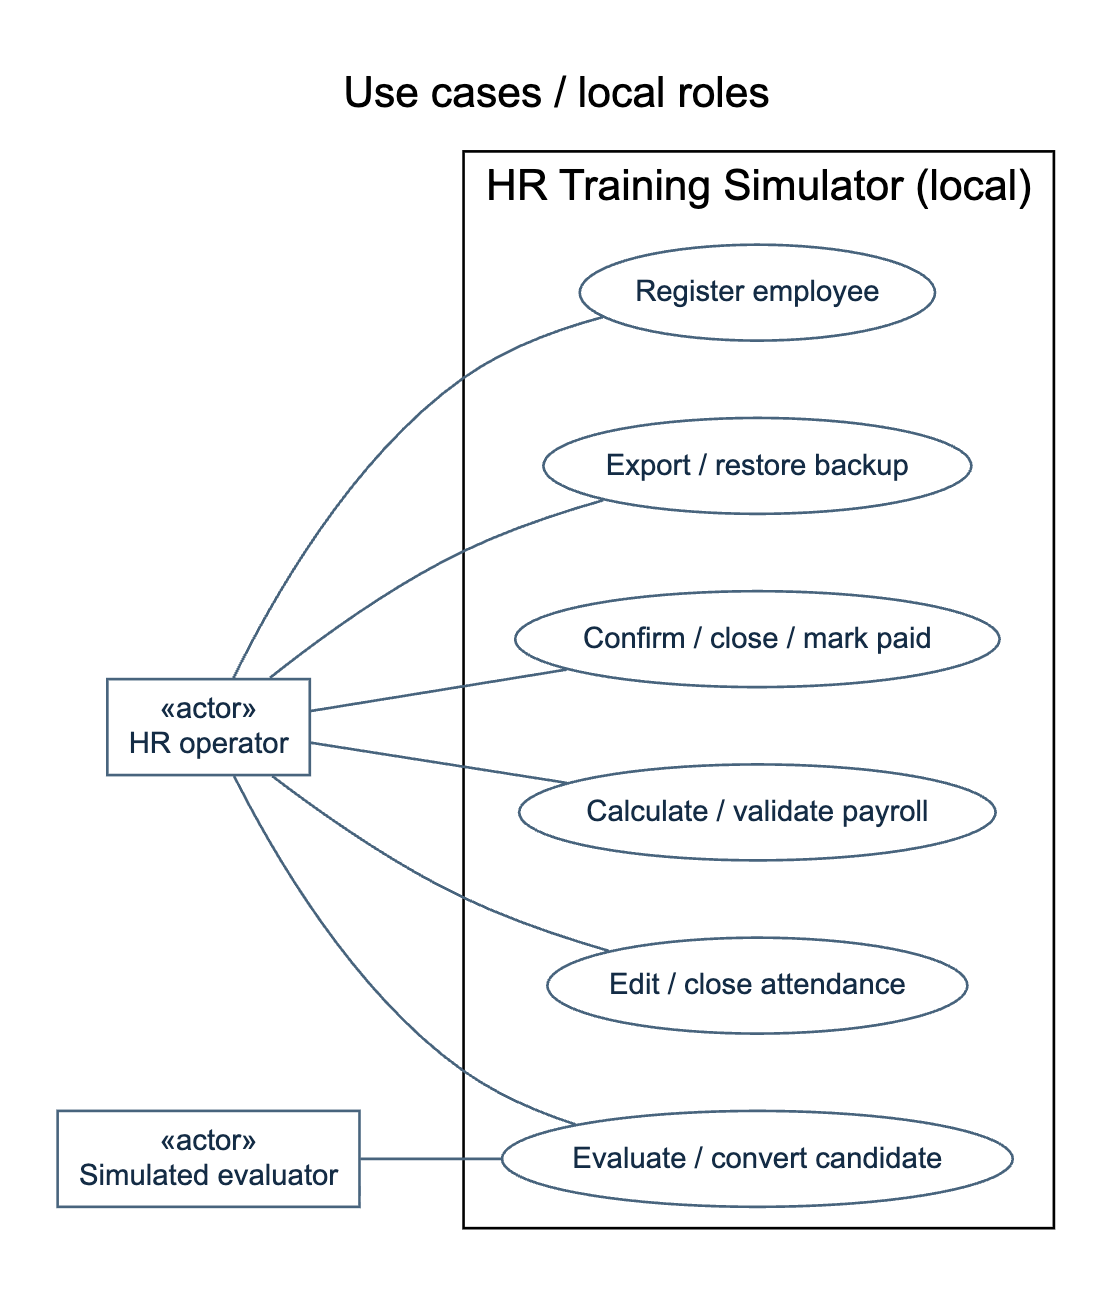 Use cases / local roles
HR Training Simulator (local)
Register employee
Export / restore backup
Confirm / close / mark paid
«actor»
HR operator
Calculate / validate payroll
Edit / close attendance
«actor»
Simulated evaluator
Evaluate / convert candidate